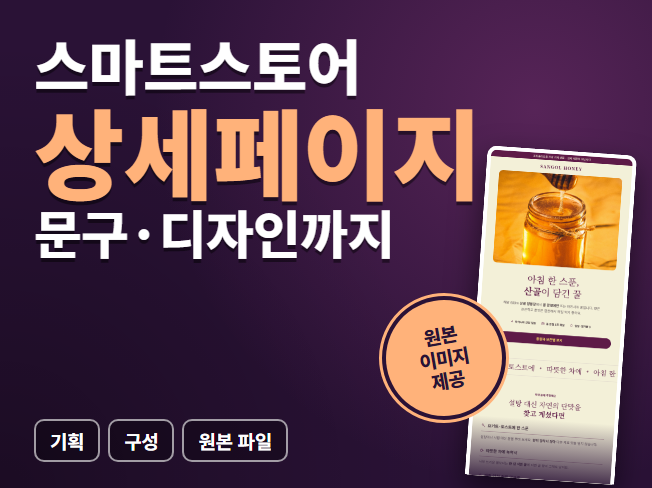 스마트스토어
상세페이지
문구·디자인까지
SANGOL HONEY
아침 한 스푼,
산골이 담긴 꿀
원본
이미지
제공
토스트에 • 따뜻한 차에 • 아침 한
설탕 대신 자연의 단맛을
찾고 계셨다면
기획
구성
원본 파일